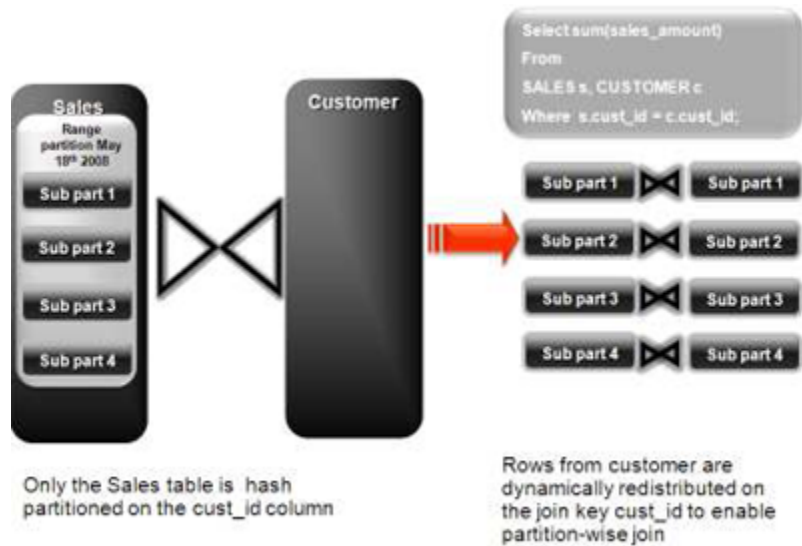 Sales
Range
partition May
18th 2008
Sub part 1
Sub part 2
Sub part 3
Sub part 4
Customer
Only the Sales table is hash
partitioned on the cust_id column
Select sum(sales_amount)
From
SALES s, CUSTOMER c
Where s.cust_id = c.cust_id;
Sub part 1 Sub part 1
Sub part 2 Sub part 2
Sub part 3 Sub part 3
Sub part 4 Sub part 4
Rows from customer are
dynamically redistributed on
the join key cust_id to enable
partition-wise join